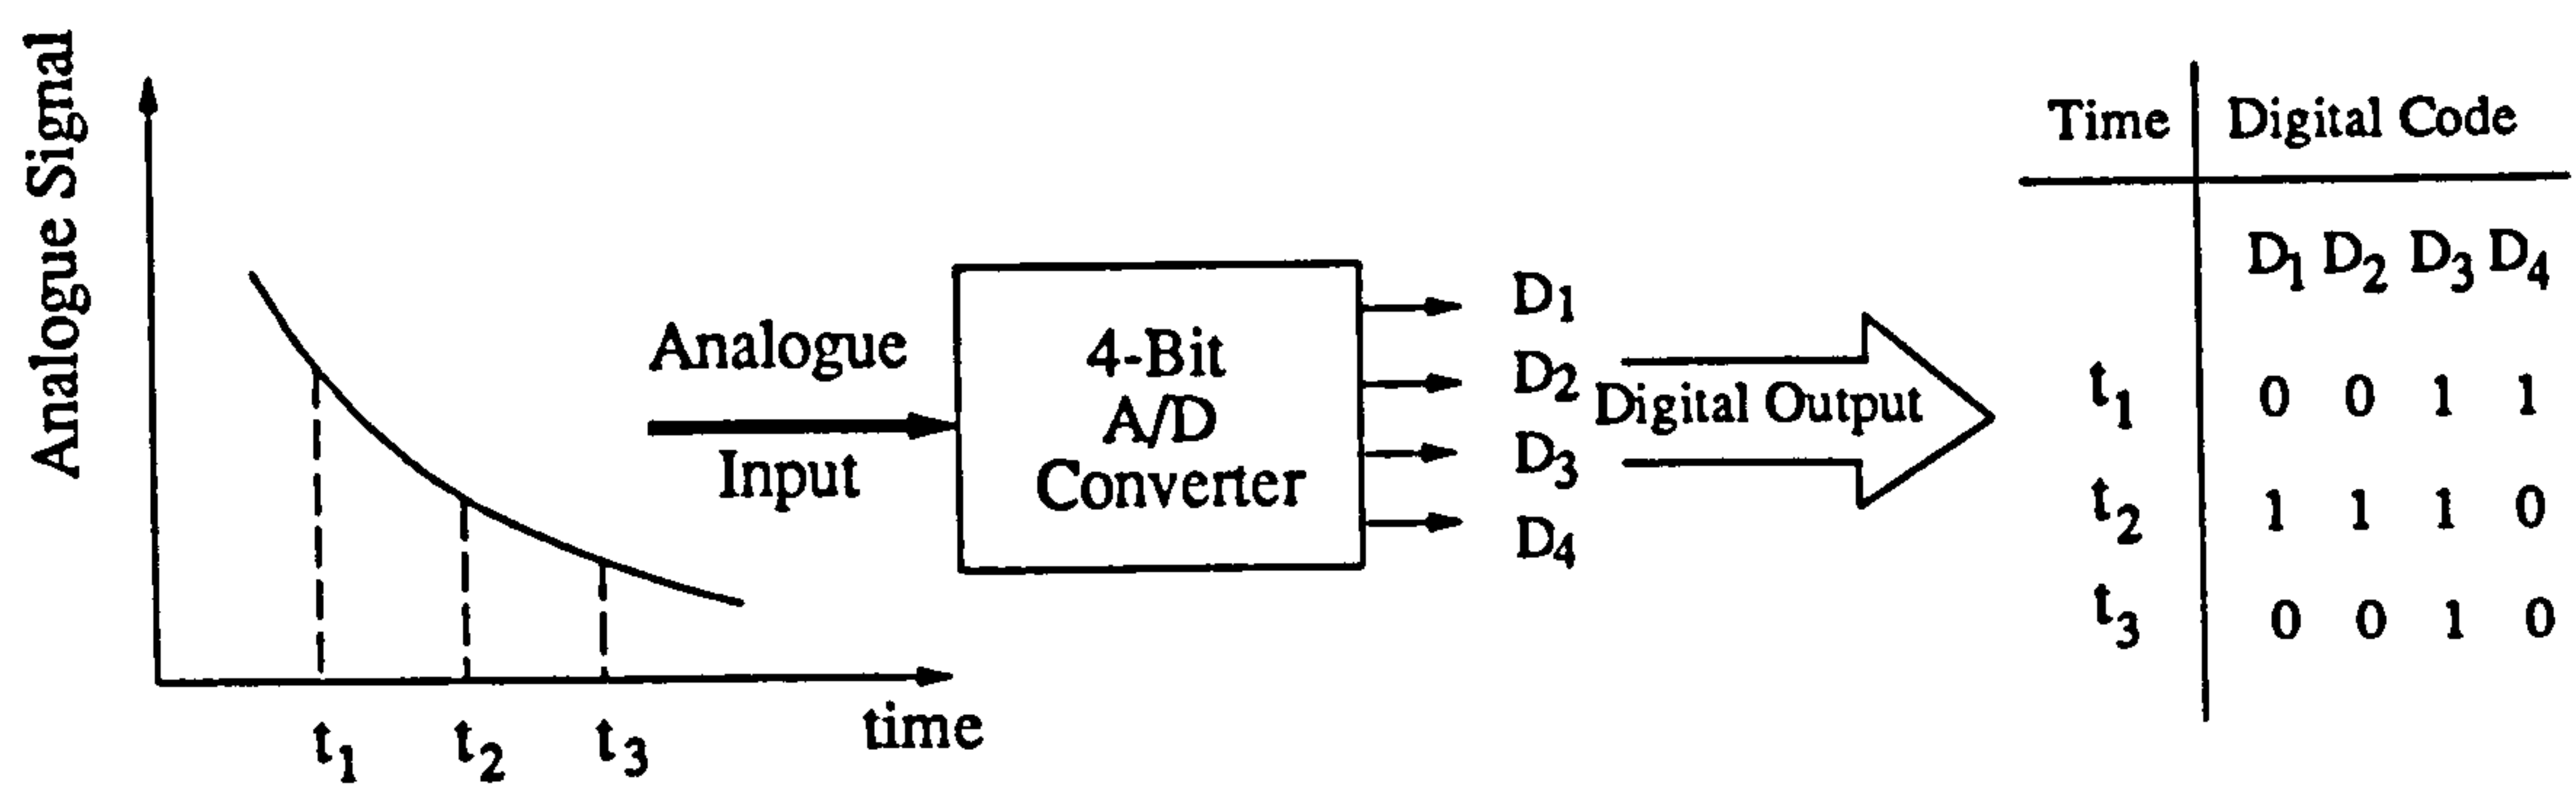 Analogue Signal
t1 t2 t3
time
Analogue
Input
4-Bit
A/D
Converter
D1
D2
D3
D4
Digital Output
Time Digital Code
D1 D2 D3 D4
t1 0 0 1 1
t2 1 1 1 0
t3 0 0 1 0